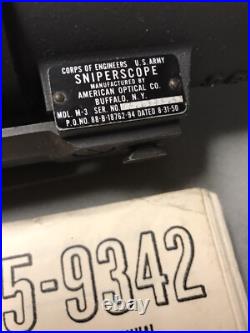 CORPS OF ENGINEERS U.S. ARMY
SNIPERSCOPE
MANUFACTURED BY
AMERICAN OPTICAL CO.
BUFFALO, N. Y.
MDL. M-3 SER. NO.
P.O. NO. 88-B-18762-94 DATED 8-31-50
5-9342